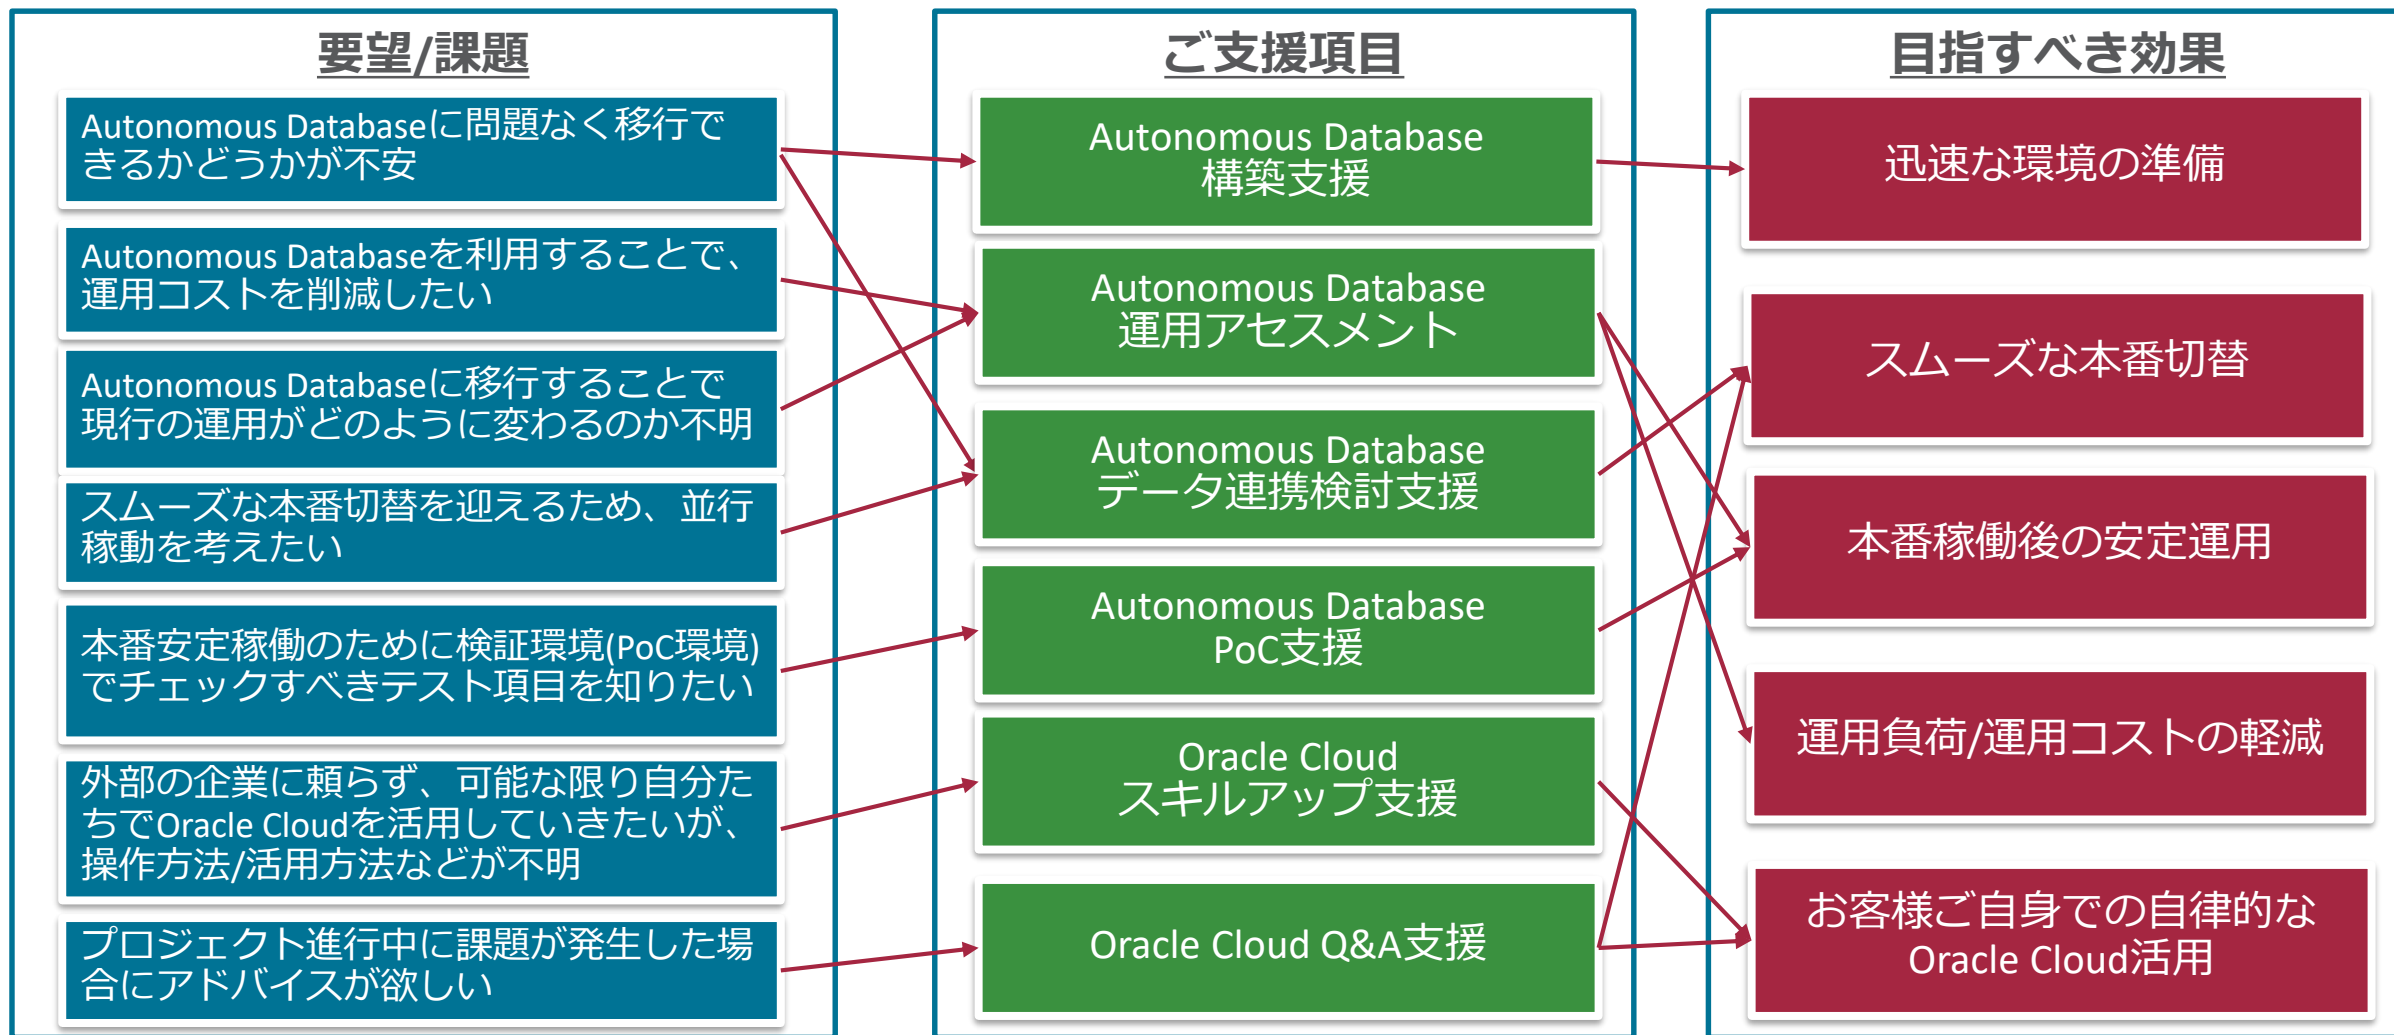 要望/課題
Autonomous Databaseに問題なく移行で
きるかどうかが不安
Autonomous Databaseを利用することで、
運用コストを削減したい
Autonomous Databaseに移行することで
現行の運用がどのように変わるのか不明
スムーズな本番切替を迎えるため、並行
稼動を考えたい
本番安定稼働のために検証環境(PoC環境)
でチェックすべきテスト項目を知りたい
外部の企業に頼らず、可能な限り自分た
ちでOracle Cloudを活用していきたいが、
操作方法/活用方法などが不明
プロジェクト進行中に課題が発生した場
合にアドバイスが欲しい
ご支援項目
Autonomous Database
構築支援
Autonomous Database
運用アセスメント
Autonomous Database
データ連携検討支援
Autonomous Database
PoC支援
Oracle Cloud
スキルアップ支援
Oracle Cloud Q&A支援
目指すべき効果
迅速な環境の準備
スムーズな本番切替
本番稼働後の安定運用
運用負荷/運用コストの軽減
お客様ご自身での自律的な
Oracle Cloud活用